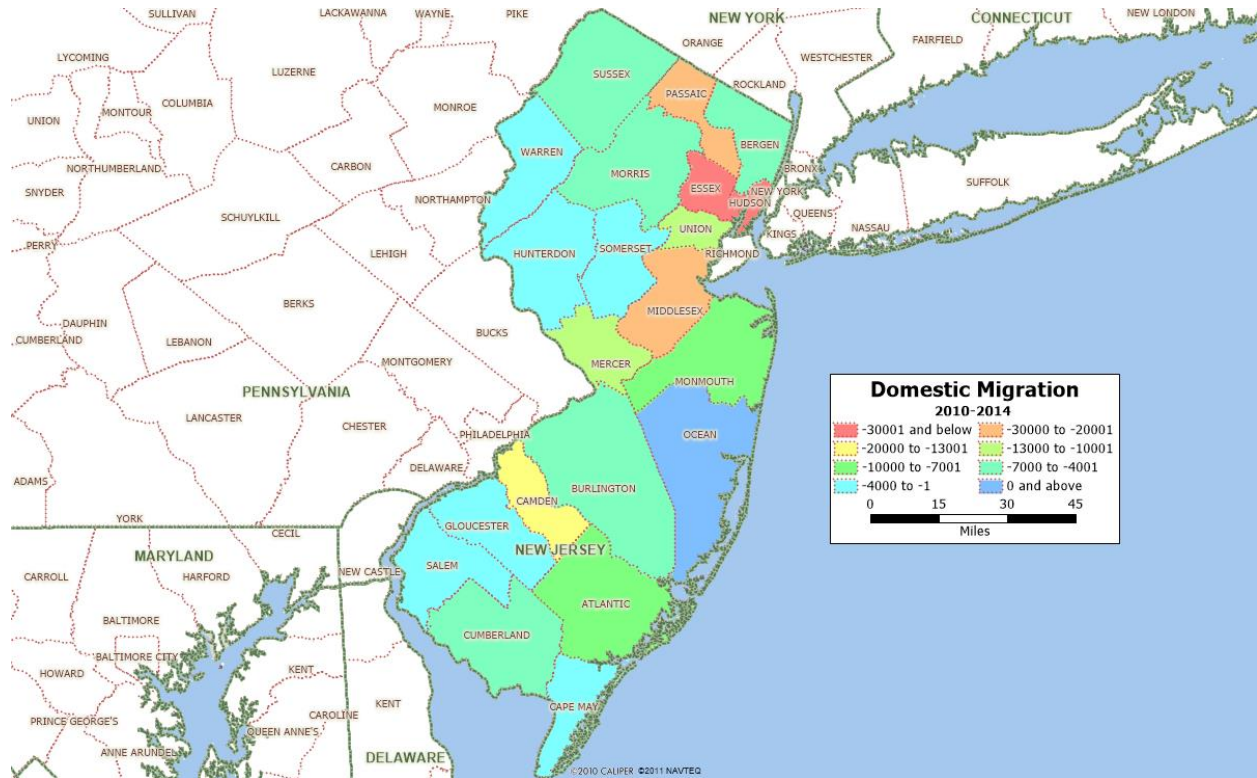 SULLIVAN
LACKAWANNA
WAYNE
PIKE
NEW YORK
CONNECTICUT
NEW LONDON
ORANGE
FAIRFIELD
LYCOMING
LUZERNE
SUSSEX
WESTCHESTER
ROCKLAND
PASSAIC
COLUMBIA
MONTOUR
MONROE
UNION
BERGEN
WARREN
CARBON
NORTHUMBERLAND
MORRIS
BRONX
SUFFOLK
SNYDER
NORTHAMPTON
ESSEX
NEW YORK
HUDSON
SCHUYLKILL
QUEENS
NASSAU
UNION
KINGS
PERRY
LEHIGH
HUNTERDON
SOMERSET
RICHMOND
BERKS
MIDDLESEX
DAUPHIN
BUCKS
CUMBERLAND
LEBANON
MONTGOMERY
MERCER
MONMOUTH
PENNSYLVANIA
LANCASTER
CHESTER
PHILADELPHIA
OCEAN
DELAWARE
ADAMS
BURLINGTON
CAMDEN
YORK
GLOUCESTER
CECIL
MARYLAND
NEW JERSEY
SALEM
NEW CASTLE
CARROLL
HARFORD
ATLANTIC
BALTIMORE
CUMBERLAND
BALTIMORE CITY
HOWARD
KENT
KENT
CAPE MAY
CAROLINE
PRINCE GEORGE'S
QUEEN ANNE'S
ANNE ARUNDEL
DELAWARE
Domestic Migration
2010-2014
-30001 and below
-30000 to -20001
-20000 to -13001
-13000 to -10001
-10000 to -7001
-7000 to -4001
-4000 to -1
0 and above
0 15 30 45
Miles
©2010 CALIPER ©2011 NAVTEQ